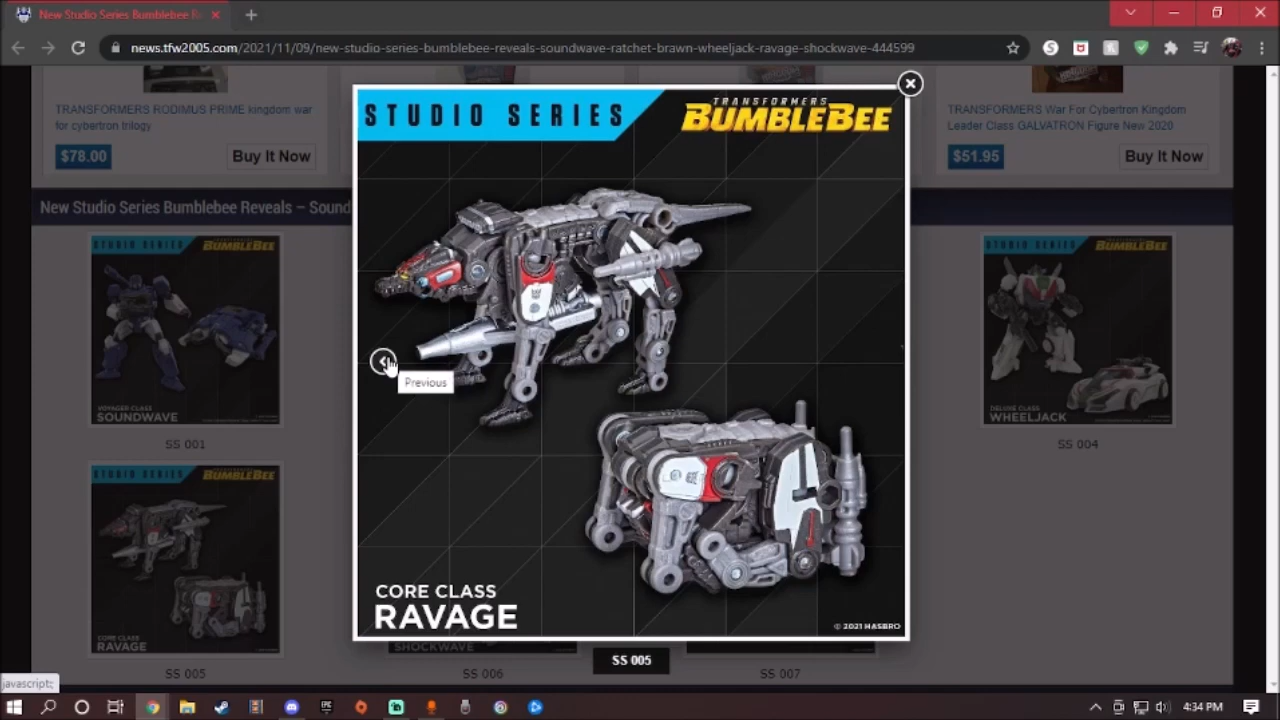 New Studio Series Bumblebee Re
news.tfw2005.com/2021/11/09/new-studio-series-bumblebee-reveals-soundwave-ratchet-brawn-wheeljack-ravage-shockwave-444599
TRANSFORMERS RODIMUS PRIME kingdom war
for cybertron trilogy
$78.00
Buy It Now
TRANSFORMERS War For Cybertron Kingdom
Leader Class GALVATRON Figure New 2020
$51.95
Buy It Now
New Studio Series Bumblebee Reveals – Sound
STUDIO SERIES
TRANSFORMERS
BUMBLEBEE
Previous
CORE CLASS
RAVAGE
© 2021 HASBRO
SS 005
STUDIO SERIES
BUMBLEBEE
VOYAGER CLASS
SOUNDWAVE
SS 001
STUDIO SERIES
BUMBLEBEE
DELUXE CLASS
WHEELJACK
SS 004
STUDIO SERIES
BUMBLEBEE
CORE CLASS
RAVAGE
SS 005
SHOCKWAVE
SS 006
SS 007
javascript:
4:34 PM